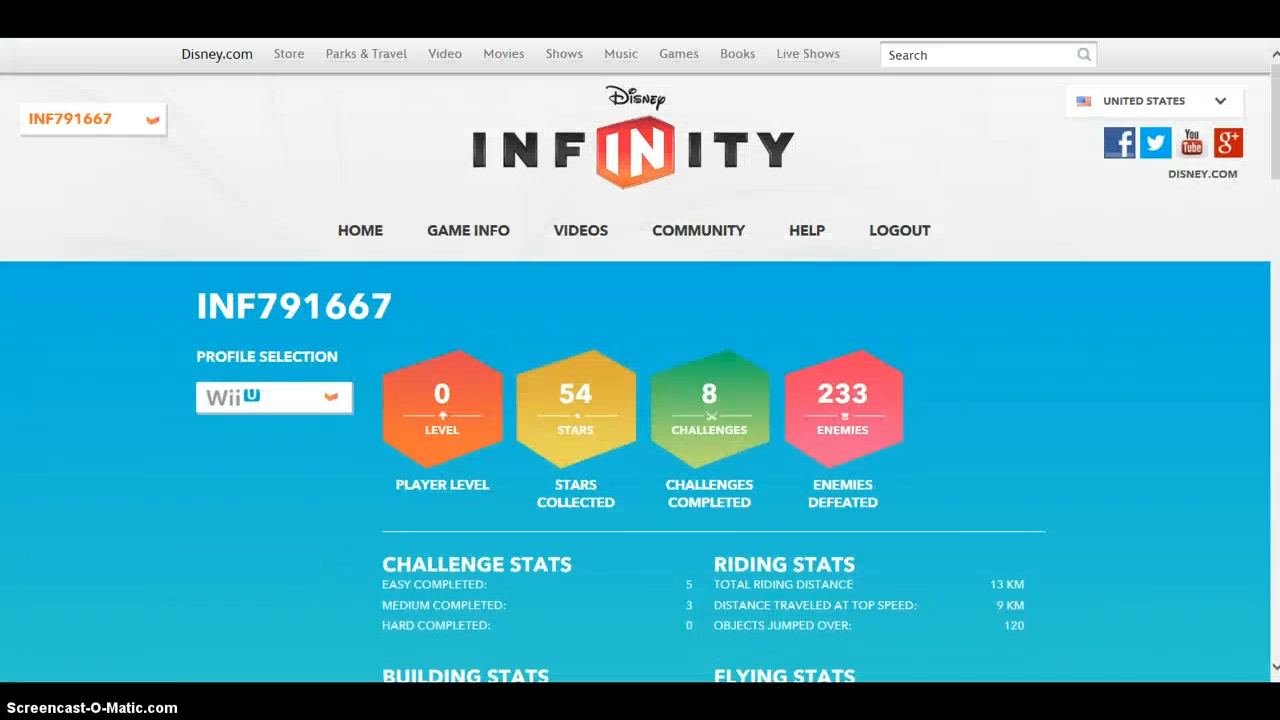 Disney.com Store Parks & Travel Video Movies Shows Music Games Books Live Shows Search
INF791667
Disney
INFINITY
UNITED STATES
f You Tube g+
DISNEY.COM
HOME GAME INFO VIDEOS COMMUNITY HELP LOGOUT
INF791667
PROFILE SELECTION
Wii U
0
LEVEL
PLAYER LEVEL
54
STARS
STARS
COLLECTED
8
CHALLENGES
CHALLENGES
COMPLETED
233
ENEMIES
ENEMIES
DEFEATED
CHALLENGE STATS
EASY COMPLETED: 5
MEDIUM COMPLETED: 3
HARD COMPLETED: 0
RIDING STATS
TOTAL RIDING DISTANCE 13 KM
DISTANCE TRAVELED AT TOP SPEED: 9 KM
OBJECTS JUMPED OVER: 120
BUILDING STATS
FLYING STATS
Screencast-O-Matic.com